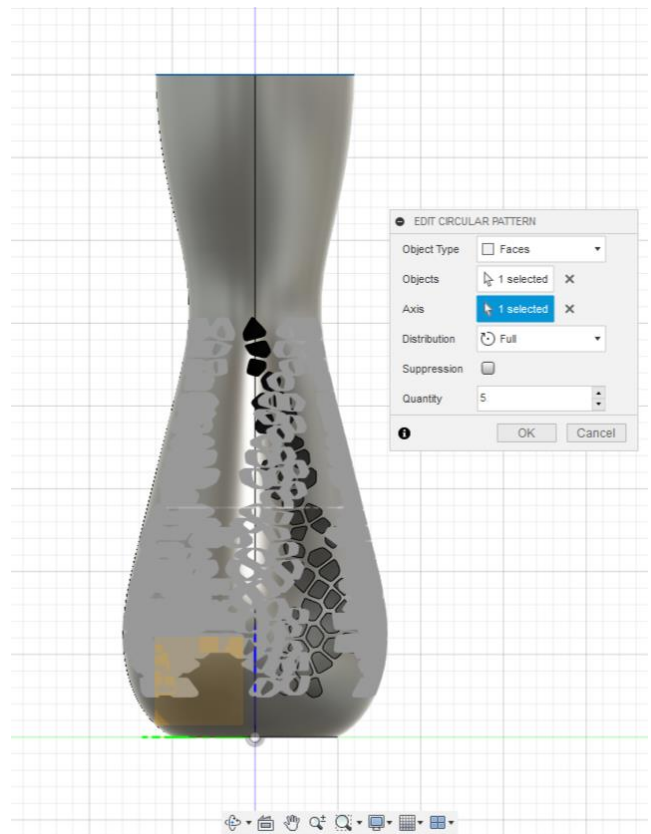 EDIT CIRCULAR PATTERN
Object Type Faces
Objects 1 selected
Axis 1 selected
Distribution Full
Suppression
Quantity 5
OK Cancel